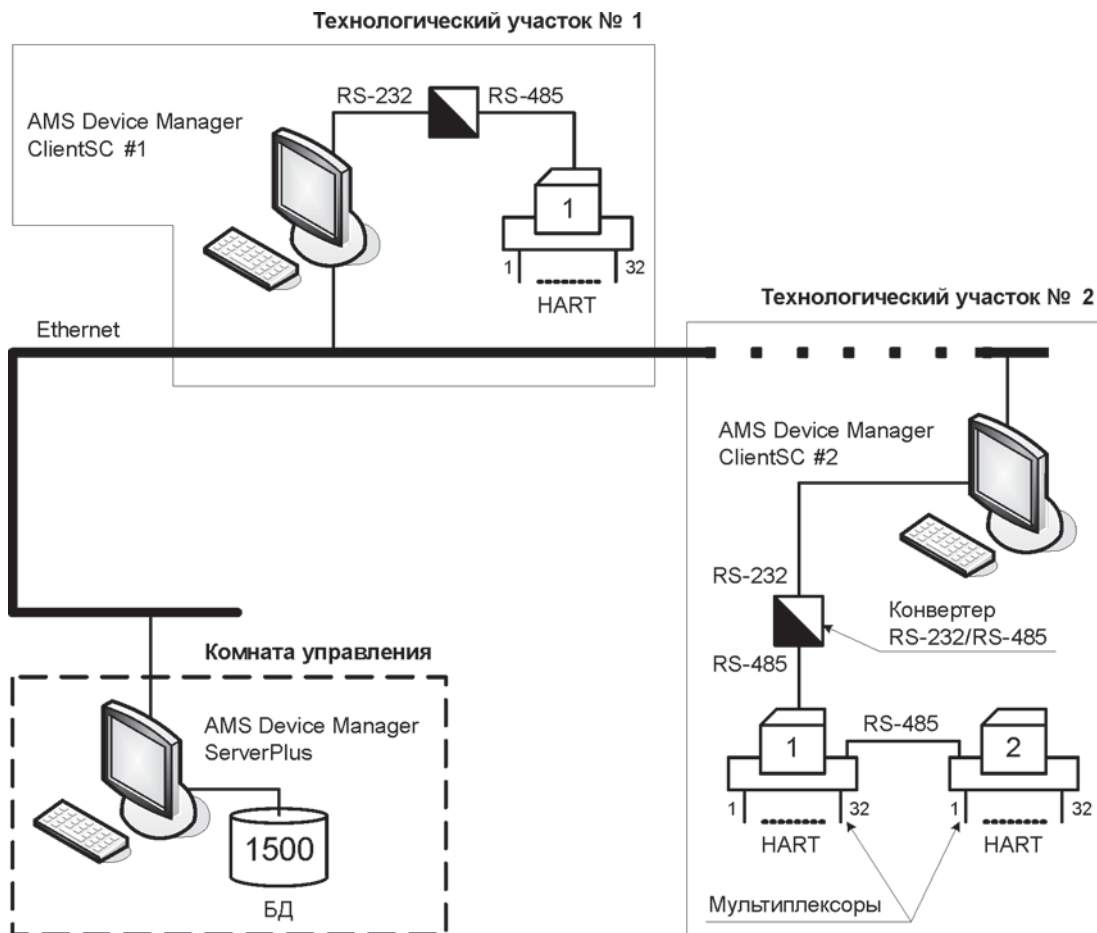 Технологический участок № 1
RS-232
RS-485
AMS Device Manager
ClientSC #1
1
1
32
HART
Ethernet
Технологический участок № 2
AMS Device Manager
ClientSC #2
RS-232
Конвертер
RS-232/RS-485
RS-485
RS-485
1
2
1
32
1
32
HART
HART
Мультиплексоры
Комната управления
AMS Device Manager
ServerPlus
1500
БД